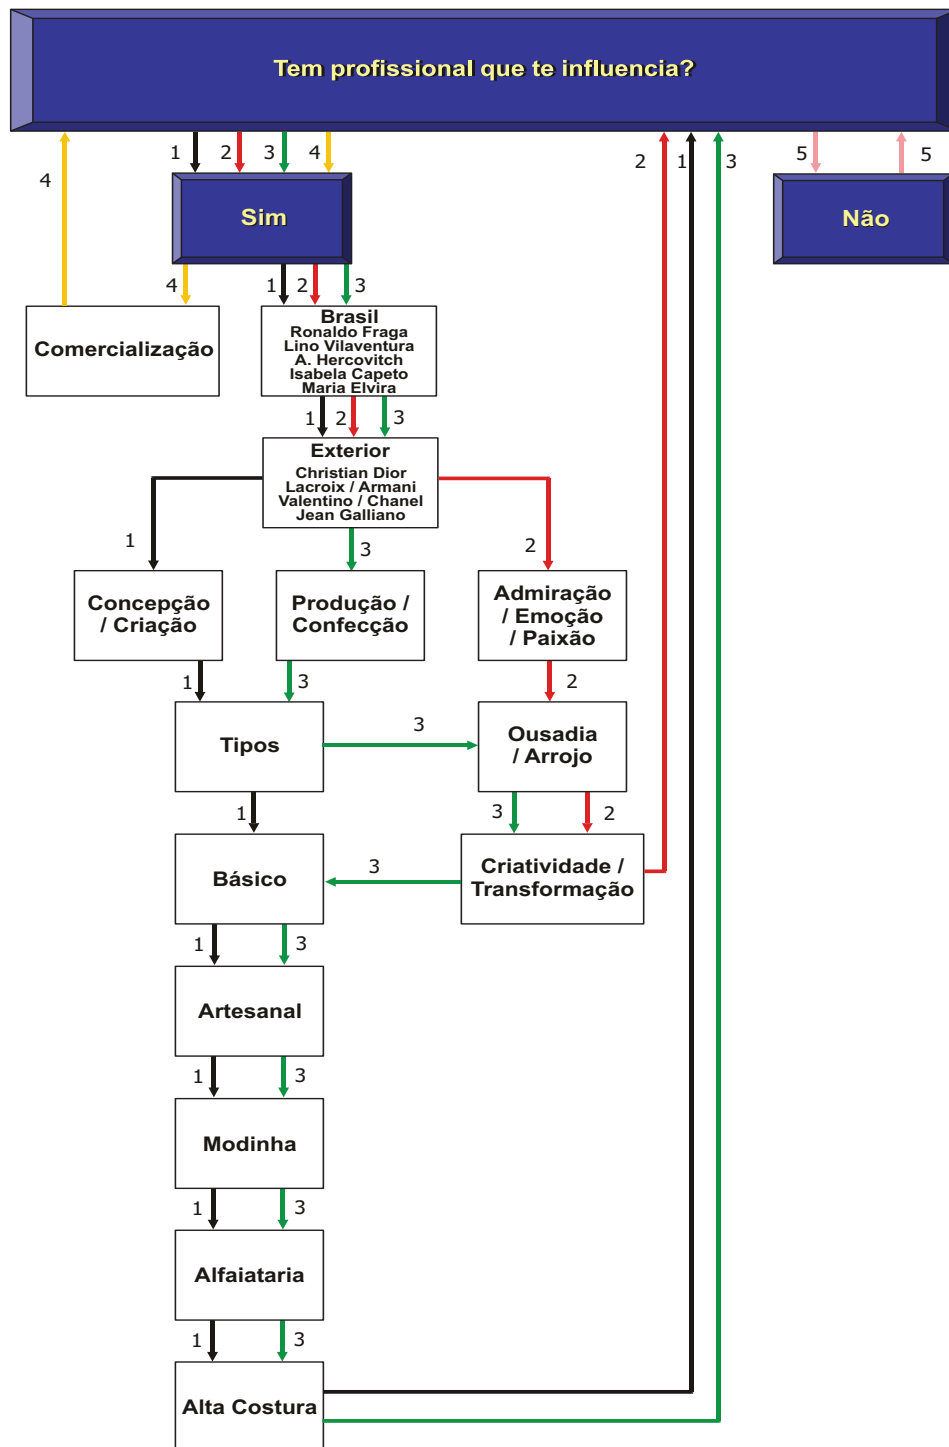 Tem profissional que te influencia?
1
2
3
4
4
2
1
3
5
5
Sim
Não
4
1
2
3
Comercialização
Brasil
Ronaldo Fraga
Lino Vilaventura
A. Hercovitch
Isabela Capeto
Maria Elvira
1
2
3
Exterior
Christian Dior
Lacroix / Armani
Valentino / Chanel
Jean Galliano
1
3
2
Concepção
/ Criação
Produção /
Confecção
Admiração
/ Emoção
/ Paixão
1
3
2
Tipos
3
Ousadia
/ Arrojo
1
3
2
Básico
3
Criatividade /
Transformação
1
3
Artesanal
1
3
Modinha
1
3
Alfaiataria
1
3
Alta Costura